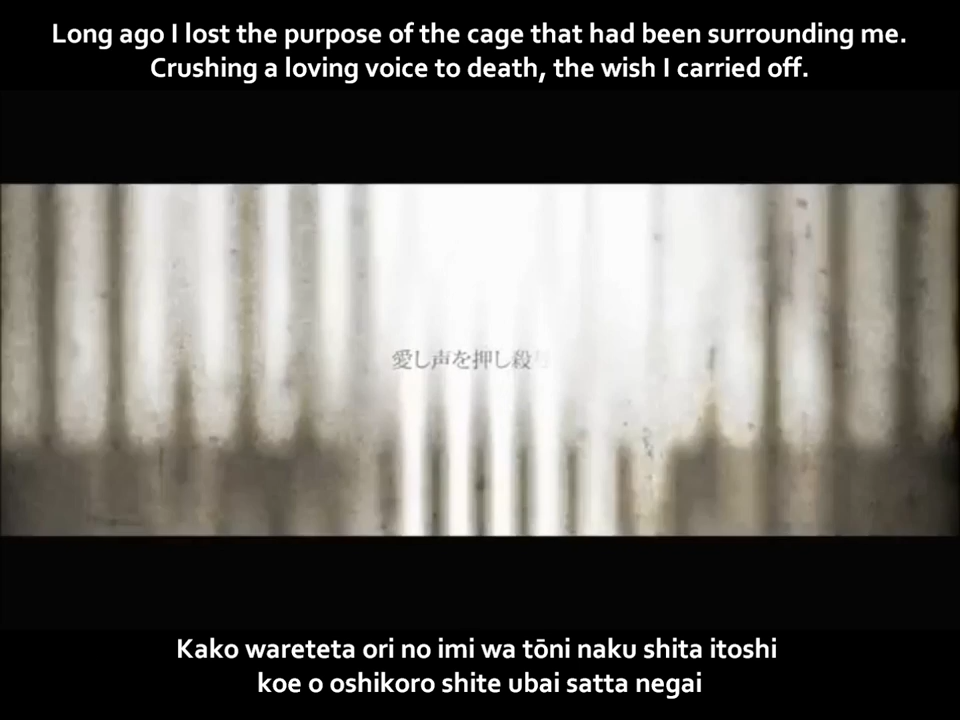 Long ago I lost the purpose of the cage that had been surrounding me.
Crushing a loving voice to death, the wish I carried off.
愛し声を押し殺
Kako wareteta ori no imi wa tōni naku shita itoshi
koe o oshikoro shite ubai satta negai